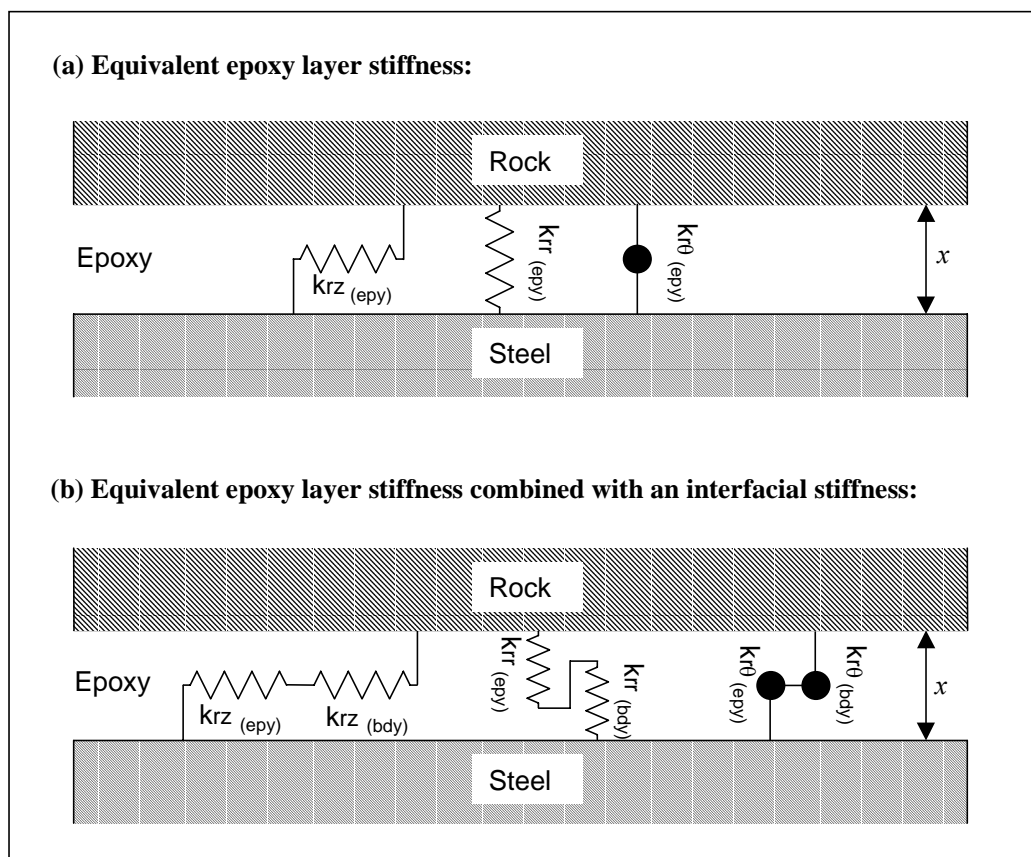 (a) Equivalent epoxy layer stiffness:
Rock
Epoxy
krz (epy)
krr (epy)
krθ (epy)
x
Steel
(b) Equivalent epoxy layer stiffness combined with an interfacial stiffness:
Rock
Epoxy
krz (epy)
krz (bdy)
krr (epy)
krr (bdy)
krθ (epy)
krθ (bdy)
x
Steel